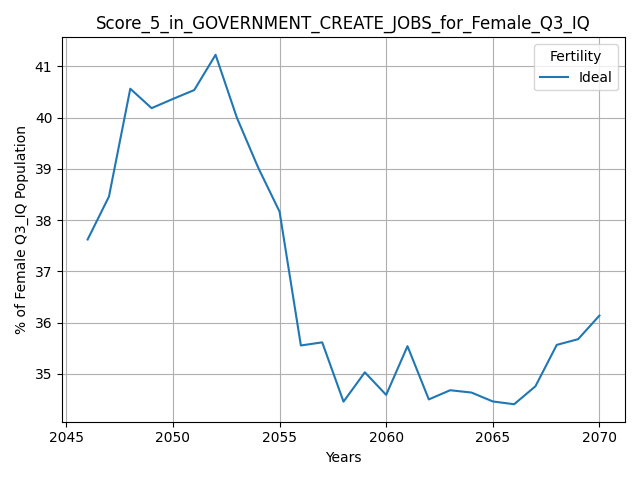 Score_5_in_GOVERNMENT_CREATE_JOBS_for_Female_Q3_IQ
Fertility
Ideal
% of Female Q3_IQ Population
41
40
39
38
37
36
35
2045
2050
2055
2060
2065
2070
Years